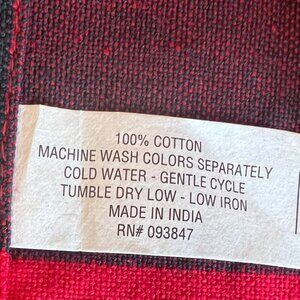 100% COTTON
MACHINE WASH COLORS SEPARATELY
COLD WATER - GENTLE CYCLE
TUMBLE DRY LOW - LOW IRON
MADE IN INDIA
RN# 093847